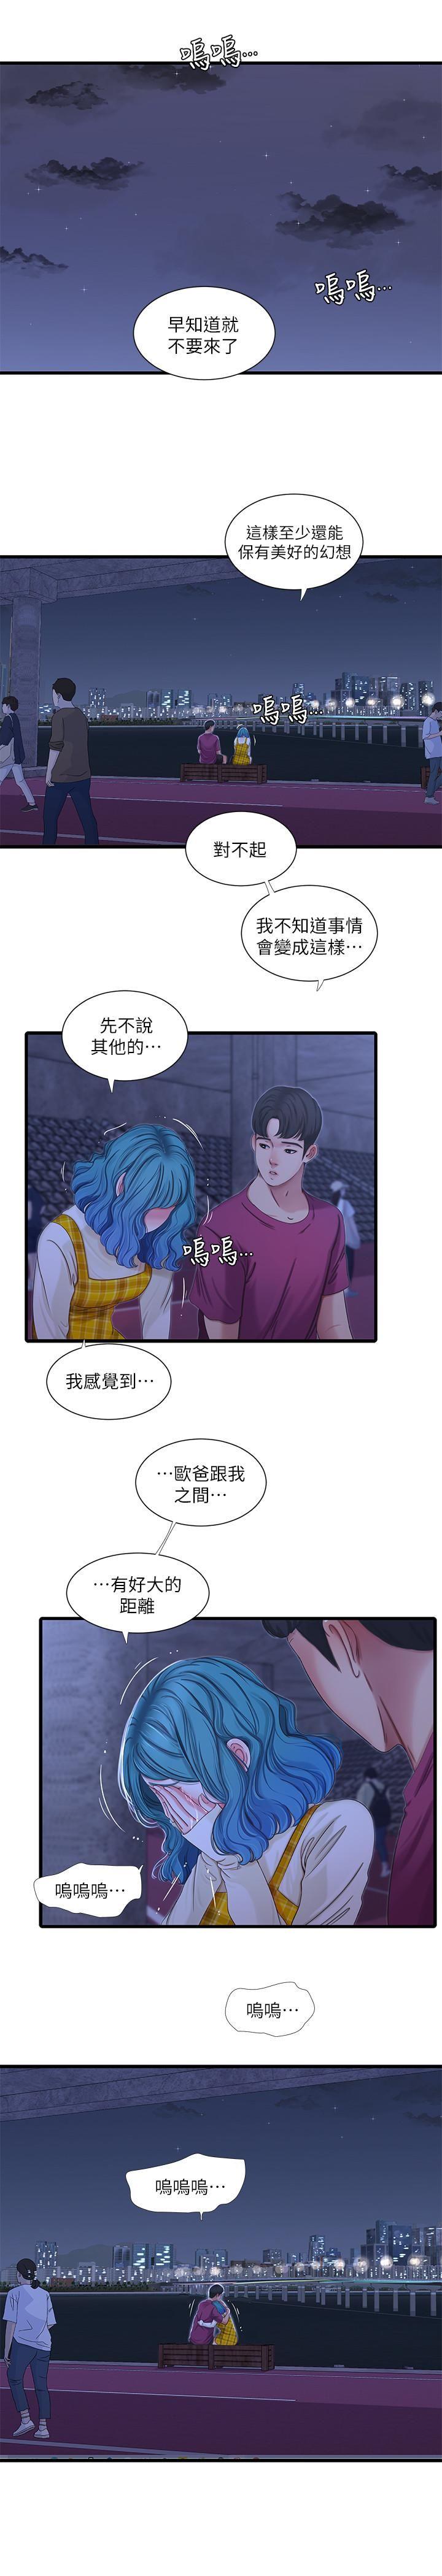 嗚嗚…
嗚嗚…
早知道就
不要來了
這樣至少還能
保有美好的幻想
嗚嗚…
對不起
我不知道事情
會變成這樣…
先不說
其他的…
嗚嗚…
我感覺到…
…歐爸跟我
之間…
…有好大的
距離
嗚嗚嗚…
嗚嗚…
嗚嗚嗚…